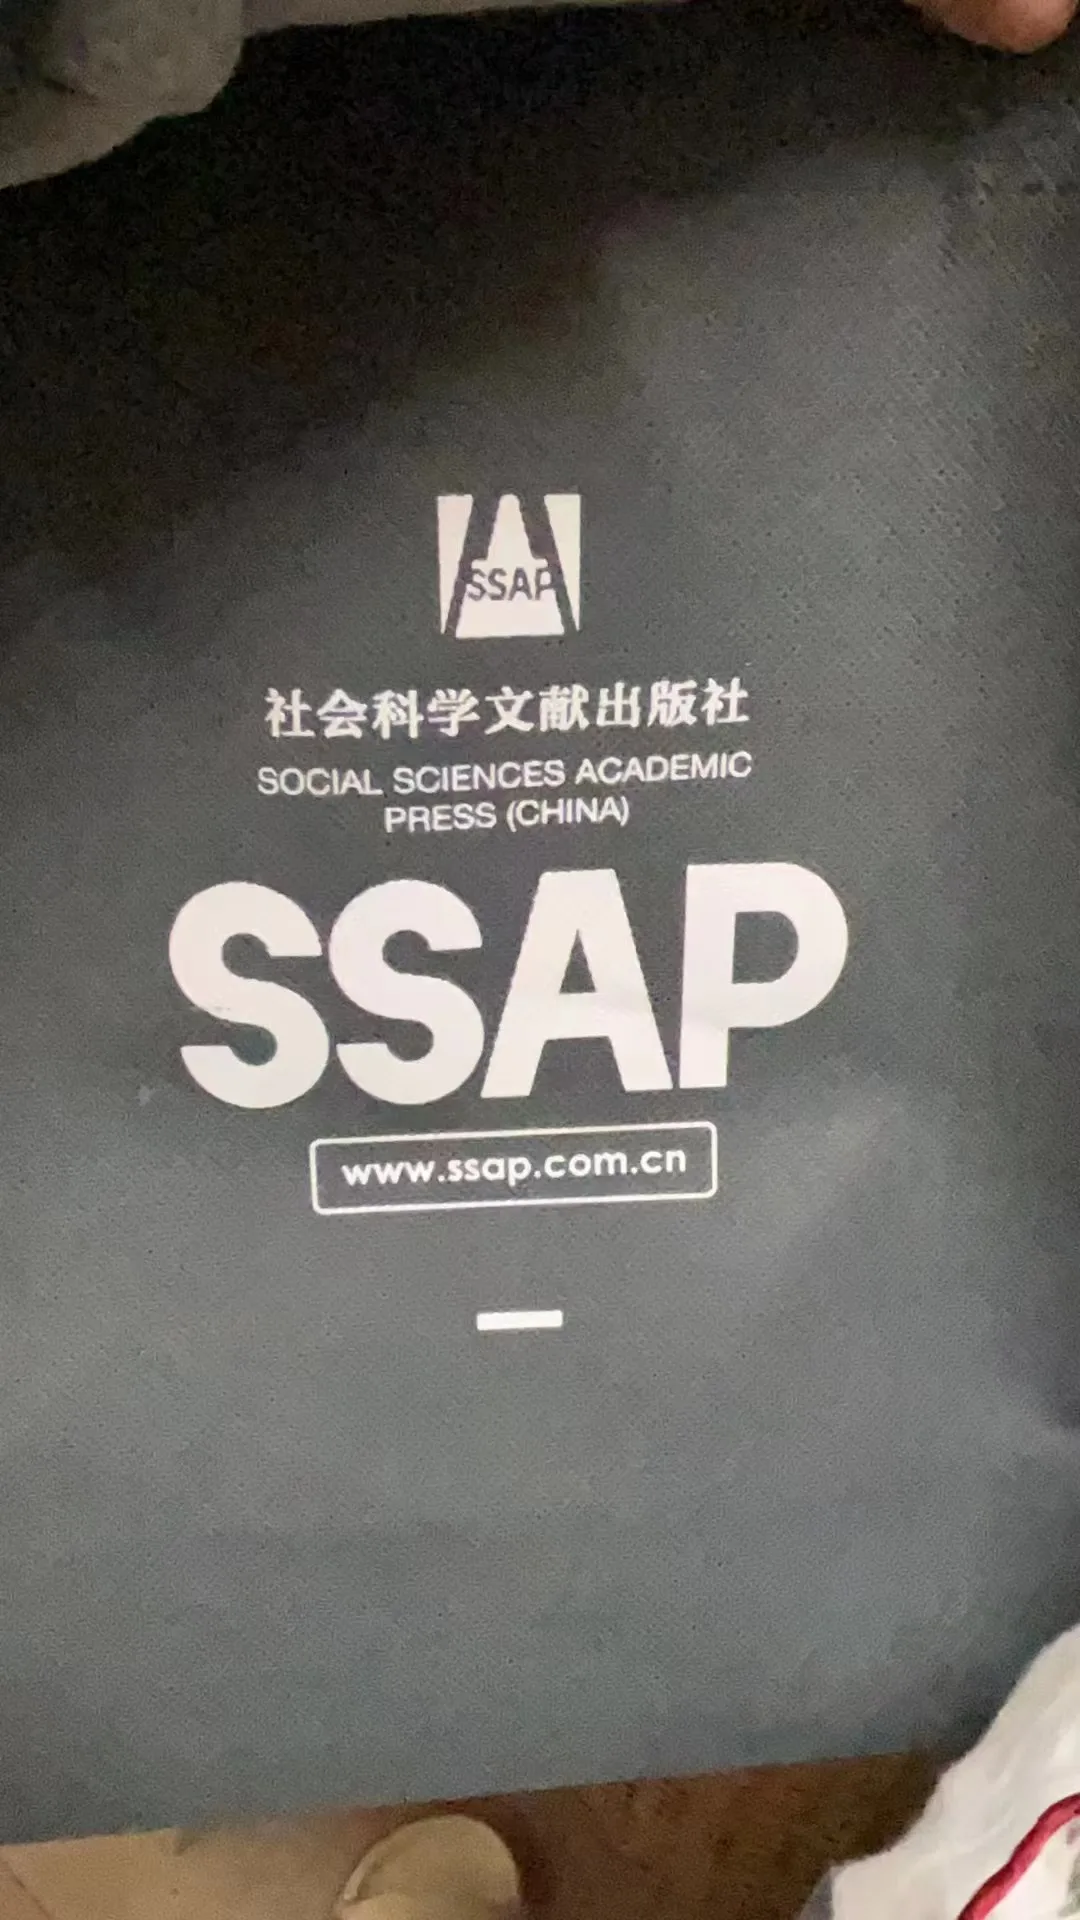 SSAP
社会科学文献出版社
SOCIAL SCIENCES ACADEMIC
PRESS (CHINA)
SSAP
www.ssap.com.cn